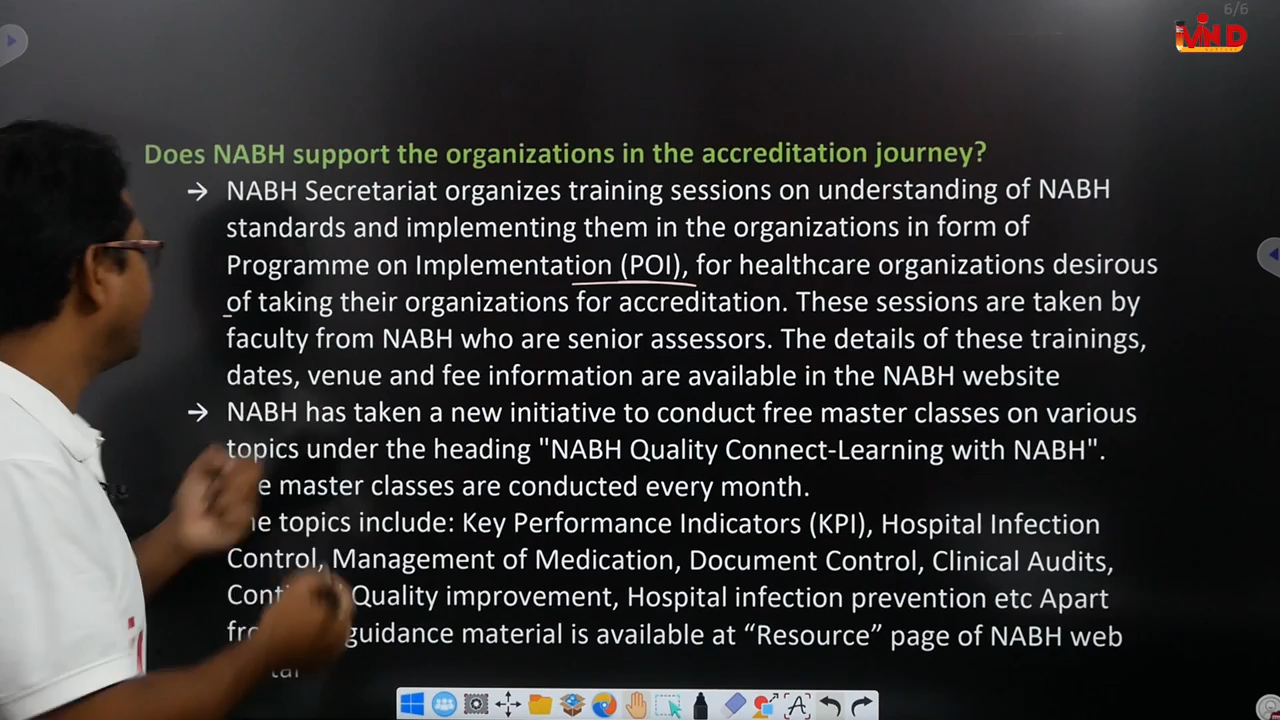 6/6
MIND
Does NABH support the organizations in the accreditation journey?
→ NABH Secretariat organizes training sessions on understanding of NABH
standards and implementing them in the organizations in form of
Programme on Implementation (POI), for healthcare organizations desirous
of taking their organizations for accreditation. These sessions are taken by
faculty from NABH who are senior assessors. The details of these trainings,
dates, venue and fee information are available in the NABH website
→ NABH has taken a new initiative to conduct free master classes on various
topics under the heading "NABH Quality Connect-Learning with NABH".
master classes are conducted every month.
topics include: Key Performance Indicators (KPI), Hospital Infection
Control, Management of Medication, Document Control, Clinical Audits,
Quality improvement, Hospital infection prevention etc Apart
guidance material is available at “Resource” page of NABH web
A